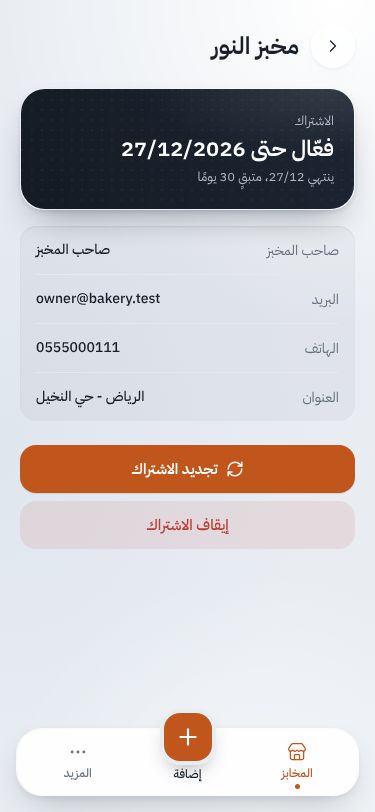 مخبز النور
الاشتراك
فعّال حتى 27/12/2026
ينتهي 27/12، متبقٍ 30 يومًا
صاحب المخبز
صاحب المخبز
البريد
owner@bakery.test
الهاتف
0555000111
العنوان
الرياض - حي النخيل
تجديد الاشتراك
إيقاف الاشتراك
المخابز
إضافة
المزيد